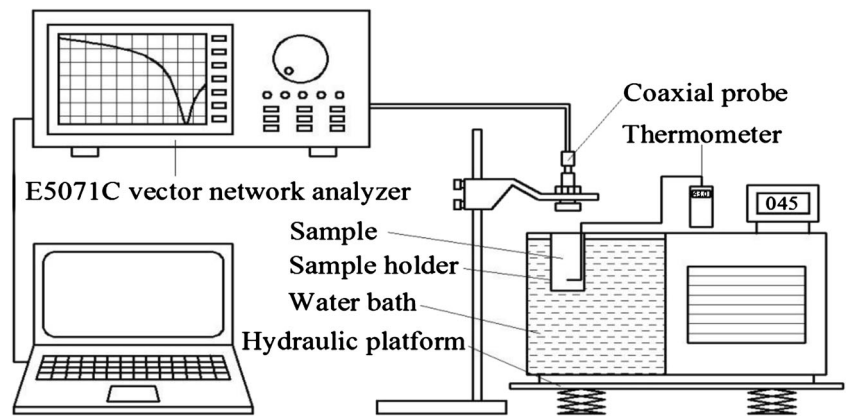 Coaxial probe
Thermometer
E5071C vector network analyzer
045
Sample
Sample holder
Water bath
Hydraulic platform